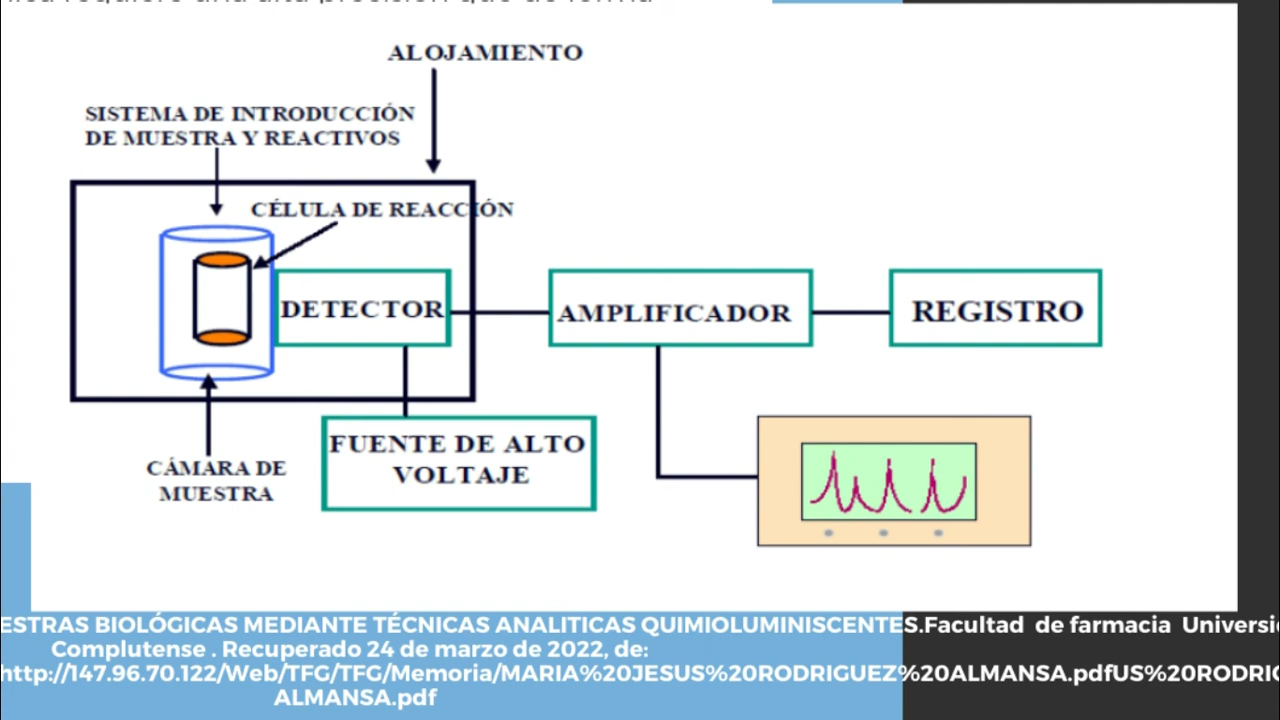 ALOJAMIENTO
SISTEMA DE INTRODUCCIÓN
DE MUESTRA Y REACTIVOS
CÉLULA DE REACCIÓN
DETECTOR
AMPLIFICADOR
REGISTRO
FUENTE DE ALTO
VOLTAJE
CÁMARA DE
MUESTRA
ESTRAS BIOLÓGICAS MEDIANTE TÉCNICAS ANALITICAS QUIMIOLUMINISCENTES.Facultad de farmacia Universi
Complutense . Recuperado 24 de marzo de 2022, de:
http://147.96.70.122/Web/TFG/TFG/Memoria/MARIA%20JESUS%20RODRIGUEZ%20ALMANSA.pdfUS%20RODRIG
ALMANSA.pdf